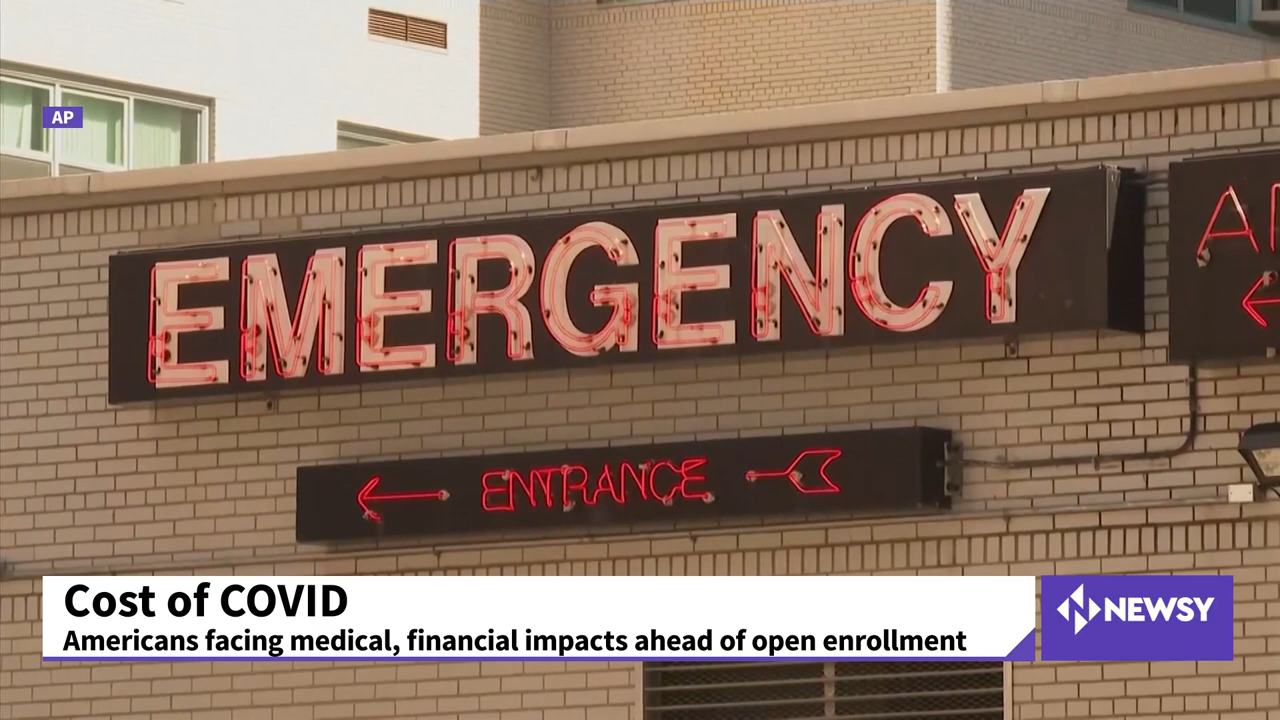 AP
EMERGENCY
ENTRANCE
Cost of COVID
Americans facing medical, financial impacts ahead of open enrollment
NEWSY